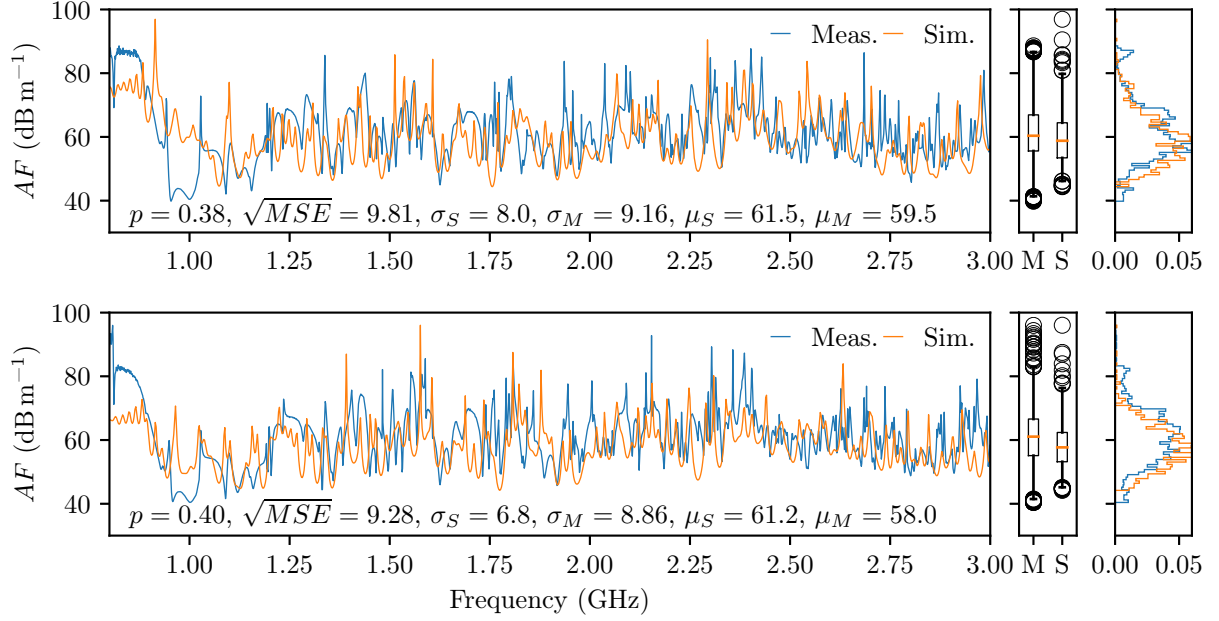 100
80
60
40
AF (dB m⁻¹)
Meas. Sim.
p = 0.38, √MSE = 9.81, σ_S = 8.0, σ_M = 9.16, μ_S = 61.5, μ_M = 59.5
1.00 1.25 1.50 1.75 2.00 2.25 2.50 2.75 3.00 M S 0.00 0.05
100
80
60
40
AF (dB m⁻¹)
Meas. Sim.
p = 0.40, √MSE = 9.28, σ_S = 6.8, σ_M = 8.86, μ_S = 61.2, μ_M = 58.0
1.00 1.25 1.50 1.75 2.00 2.25 2.50 2.75 3.00 M S 0.00 0.05
Frequency (GHz)